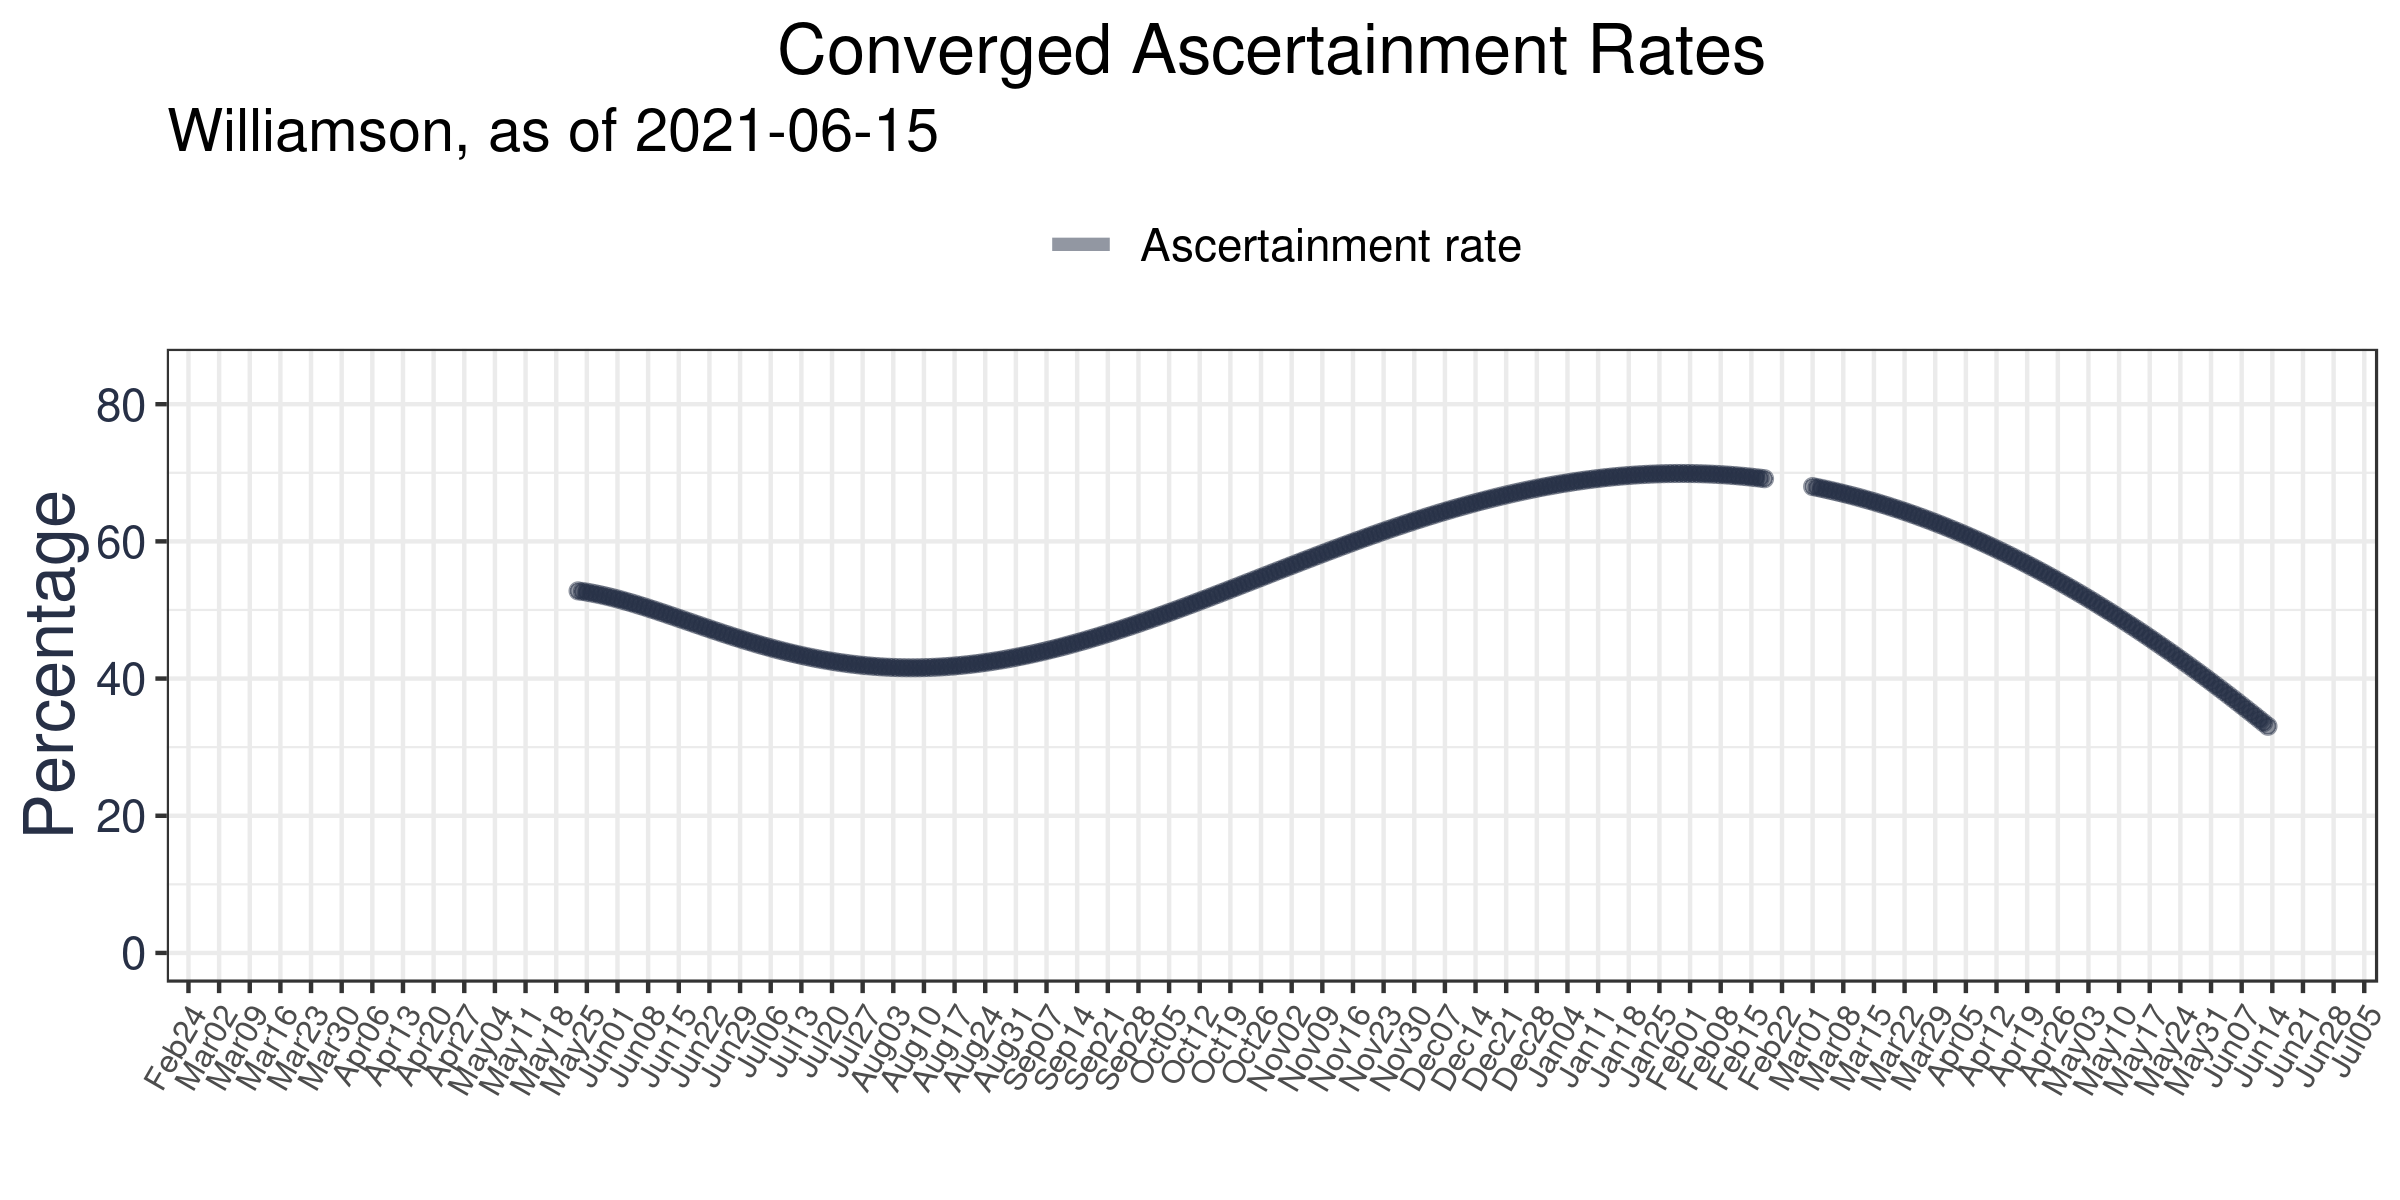 Converged Ascertainment Rates
Williamson, as of 2021-06-15
Ascertainment rate
Percentage
80
60
40
20
0
Feb24
Mar02
Mar09
Mar16
Mar23
Mar30
Apr06
Apr13
Apr20
Apr27
May04
May11
May18
May25
Jun01
Jun08
Jun15
Jun22
Jun29
Jul06
Jul13
Jul20
Jul27
Aug03
Aug10
Aug17
Aug24
Aug31
Sep07
Sep14
Sep21
Sep28
Oct05
Oct12
Oct19
Oct26
Nov02
Nov09
Nov16
Nov23
Nov30
Dec07
Dec14
Dec21
Dec28
Jan04
Jan11
Jan18
Jan25
Feb01
Feb08
Feb15
Feb22
Mar01
Mar08
Mar15
Mar22
Mar29
Apr05
Apr12
Apr19
Apr26
May03
May10
May17
May24
May31
Jun07
Jun14
Jun21
Jun28
Jul05